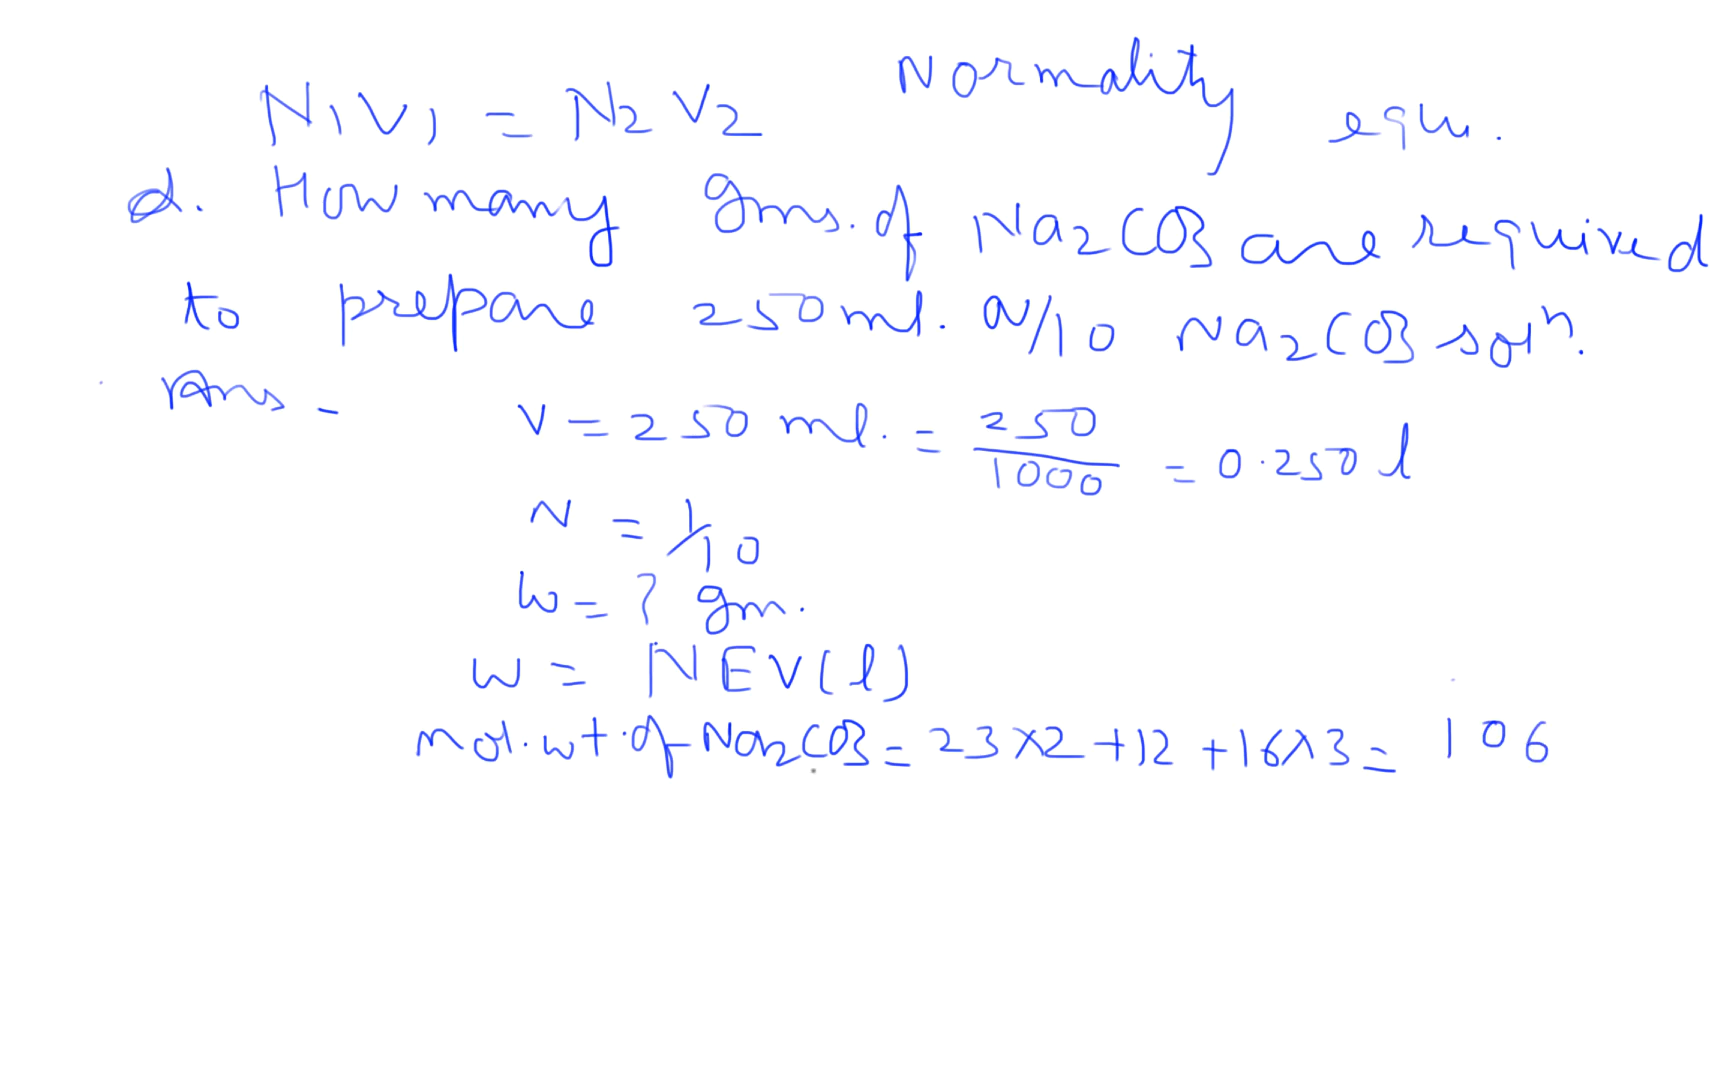 N1V1 = N2V2 Normality equ.
Q. How many gms. of Na2CO3 are required
to prepare 250 ml. N/10 Na2CO3 solⁿ.
Ans -
V = 250 ml. = 250/1000 = 0.250 l
N = 1/10
W = ? gm.
W = NEV(l)
mol. wt. of Na2CO3 = 23×2 +12 +16×3 = 106